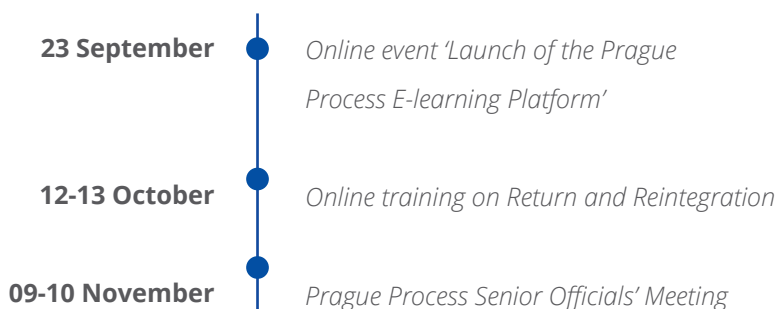 23 September
Online event ‘Launch of the Prague
Process E-learning Platform’
12-13 October
Online training on Return and Reintegration
09-10 November
Prague Process Senior Officials’ Meeting